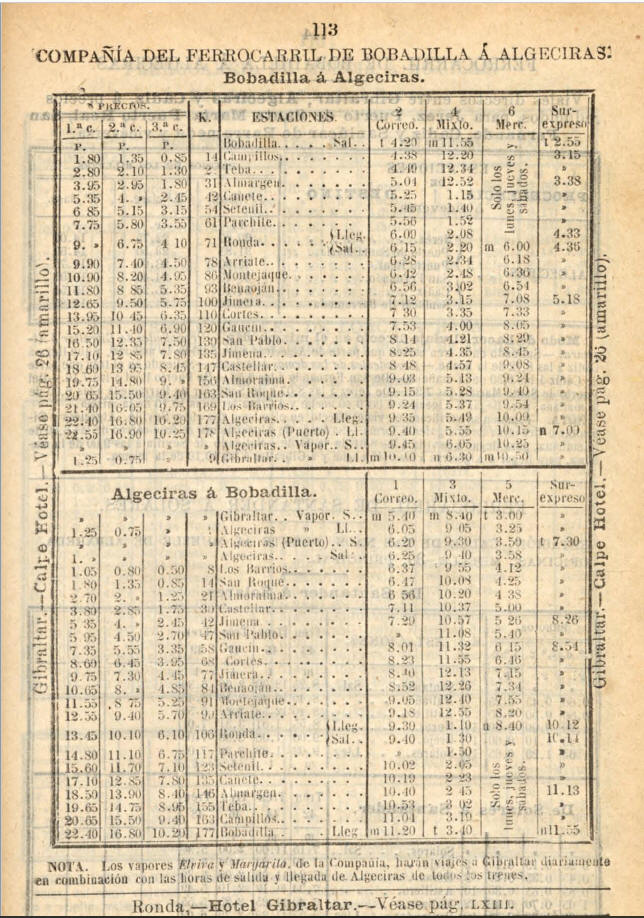 113
COMPAÑÍA DEL FERROCARRIL DE BOBADILLA Á ALGECIRAS.
Bobadilla á Algeciras.
PRECIOS. K. ESTACIONES 2 4 6 Sur-
1.ª c. 2.ª c. 3.ª c. Correo. Mixto. Merc. expreso
P. P. P. Bobadilla. Sal. t 4.20 m 11.55 t 2.55
1.80 1.35 0.85 14 Campillos. 4.38 12.20 3.15
2.80 2.10 1.30 Teba. 4.49 12.34 »
3.95 2.95 1.80 31 Almargen. 5.04 12.52 3.38
5.35 4. » 2.45 42 Cañete. 5.25 1.15 »
6.85 5.15 3.15 54 Setenil. 5.45 1.40 »
7.75 5.80 3.55 61 Parchite. 5.56 1.52 »
Solo los lunes, jueves y sábados.
9. » 6.75 4 10 71 Ronda. Lleg. 6.09 2.08 4.33
Sal. 6.15 2.20 m 6.00 4.36
9.90 7.40 4.50 78 Arriate. 6.28 2.34 6.18 »
10.90 8.20 4.95 86 Montejaque. 6.42 2.48 6.36 »
11.80 8 85 5.35 93 Benaoján. 6.56 3.02 6.54 »
12.65 9.50 5.75 100 Jimera. 7.12 3.15 7.08 5.18
13.95 10 45 6.35 110 Cortes. 7 30 3.35 7.33 »
15.20 11.40 6.90 120 Gaucín. 7.53 4.00 8.05 »
16.50 12.35 7.50 130 San Pablo. 8.14 4.21 8.29 »
17.10 12 85 7.80 135 Jimena. 8.25 4.35 8.45 »
18.60 13 95 8.45 147 Castellar. 8 48 4.57 9.08 »
19.75 14.80 9. » 156 Almoraima. 9.03 5.13 9.24 »
20 65 15.50 9.40 163 San Roque. 9.15 5.28 9.40 »
21.40 16.05 9.75 169 Los Barrios. 9.24 5.37 9.54 »
22.40 16.80 10.20 177 Algeciras. Lleg. 9.35 5.49 10.09 »
22.55 16.90 10.25 178 Algeciras (Puerto). Ll. 9.40 5.55 10.15 n 7.00
» » » » Algeciras. Vapor. S. 9.45 6.05 10.25 »
1.25 0.75 » 9 Gibraltar. » Ll. m 10.40 n 6.30 m 10.50 »
Algeciras á Bobadilla. 1 3 5 Sur-
Correo. Mixto. Merc. expreso
» » » » Gibraltar. Vapor. S. m 5.40 m 8.40 t 3.00 »
1.25 0.75 » » Algeciras » Ll. 6.05 9 05 3.25 »
» » » » Algeciras (Puerto). S. 6.20 9.30 3.50 t 7.30
1. » » » » Algeciras. Sal. 6.25 9 40 3.58 »
1.05 0.80 0.50 8 Los Barrios. 6.37 9 55 4.12 »
1 80 1.35 0.85 14 San Roque. 6.47 10.08 4.25 »
2.70 2. » 1.25 21 Almoraima. 6 56 10.20 4 38 »
3.80 2.85 1.75 30 Castellar. 7.11 10.37 5.00 »
5 35 4. » 2.45 42 Jimena. 7.29 10.57 5 26 8.26
5 95 4.50 2.70 47 San Pablo. » 11.08 5.40 »
7.35 5.55 3.35 58 Gaucín. 8.01 11.32 6 15 8.54
8.60 6.45 3.95 68 Cortes. 8.23 11.55 6.46 »
9.75 7.30 4.45 77 Jimera. 8.40 12.13 7.15 »
10.65 8. » 4.85 84 Benaoján. 8.52 12.26 7.34 »
11.55 8 75 5.25 91 Montejaque. 9.05 12.40 7.55 »
12.55 9.40 5.70 99 Arriate. 9.18 12.55 8.20 »
13.45 10.10 6.10 106 Ronda. Lleg. 9.30 1.10 n 8.40 10.12
Sal. 9.40 1 30
14.80 11.10 6.75 117 Parchite. » 1.50 »
15.60 11.70 7.10 123 Setenil. 10.02 2.05 »
17.10 12.85 7.80 135 Cañete. 10.19 2 23 »
18.50 13.90 8.40 146 Almargen. 10.40 2 45 11.13
19.65 14.75 8.95 155 Teba. 10.53 3 02 »
20.65 15.50 9.40 163 Campillos. 11.04 3.19 »
22.40 16.80 10.20 177 Bobadilla. Lleg m 11.20 t 3.40 n 11.55
Solo los lunes, jueves y sábados.
NOTA. Los vapores Elvira y Margarita, de la Compañía, harán viajes á Gibraltar diariamente
en combinación con las horas de salida y llegada de Algeciras de todos los trenes.
Ronda,—Hotel Gibraltar.—Véase pág. LXIII.
Gibraltar.—Calpe Hotel.—Véase pág. 26 (amarillo).
Gibraltar.—Calpe Hotel.—Véase pág. 26 (amarillo).